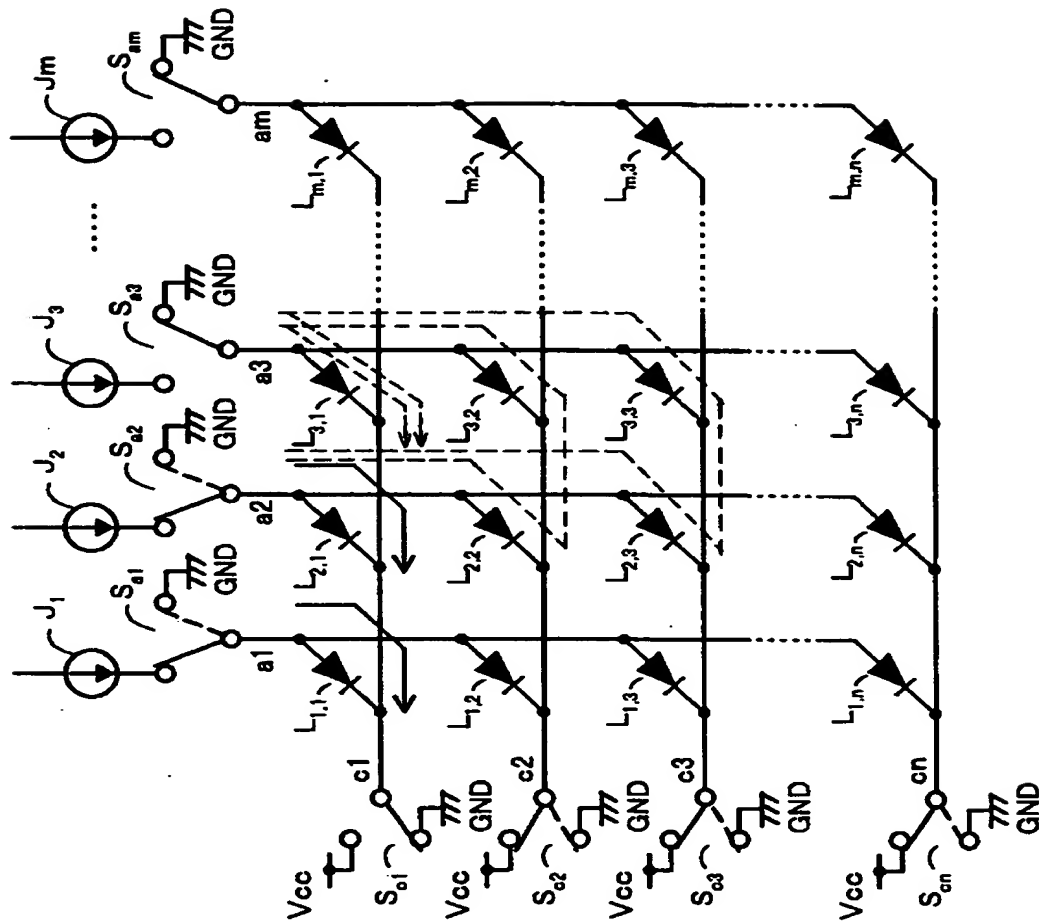 J₁ J₂ J₃ ..... Jm
Sa1 Sa2 Sa3 Sam
GND GND GND GND
a1 a2 a3 am
L1,1 L2,1 L3,1 Lm,1
Vcc c1
Sc1 GND
L1,2 L2,2 L3,2 Lm,2
Vcc c2
Sc2 GND
L1,3 L2,3 L3,3 Lm,3
Vcc c3
Sc3 GND
L1,n L2,n L3,n Lm,n
Vcc cn
Scn GND